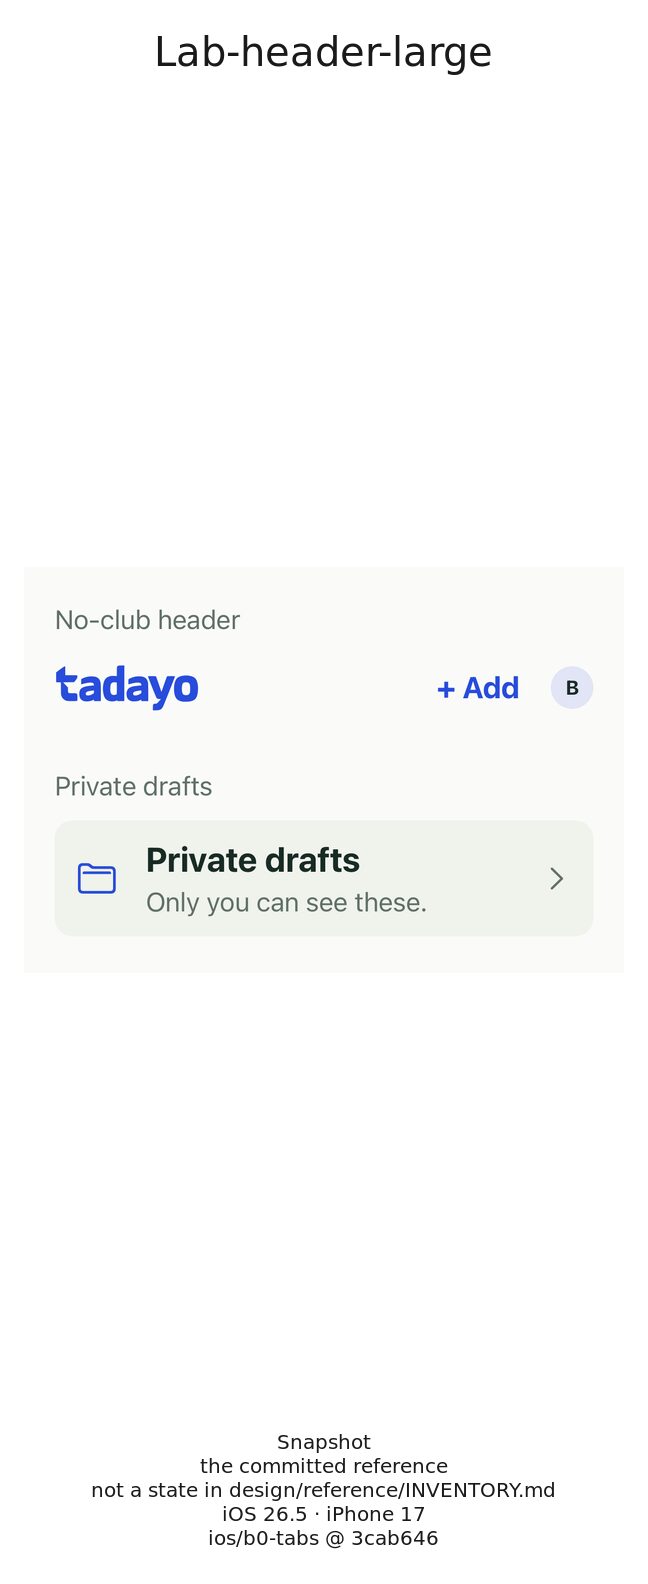 Lab-header-large
No-club header
tadayo
+ Add
B
Private drafts
Private drafts
Only you can see these.
Snapshot
the committed reference
not a state in design/reference/INVENTORY.md
iOS 26.5 · iPhone 17
ios/b0-tabs @ 3cab646